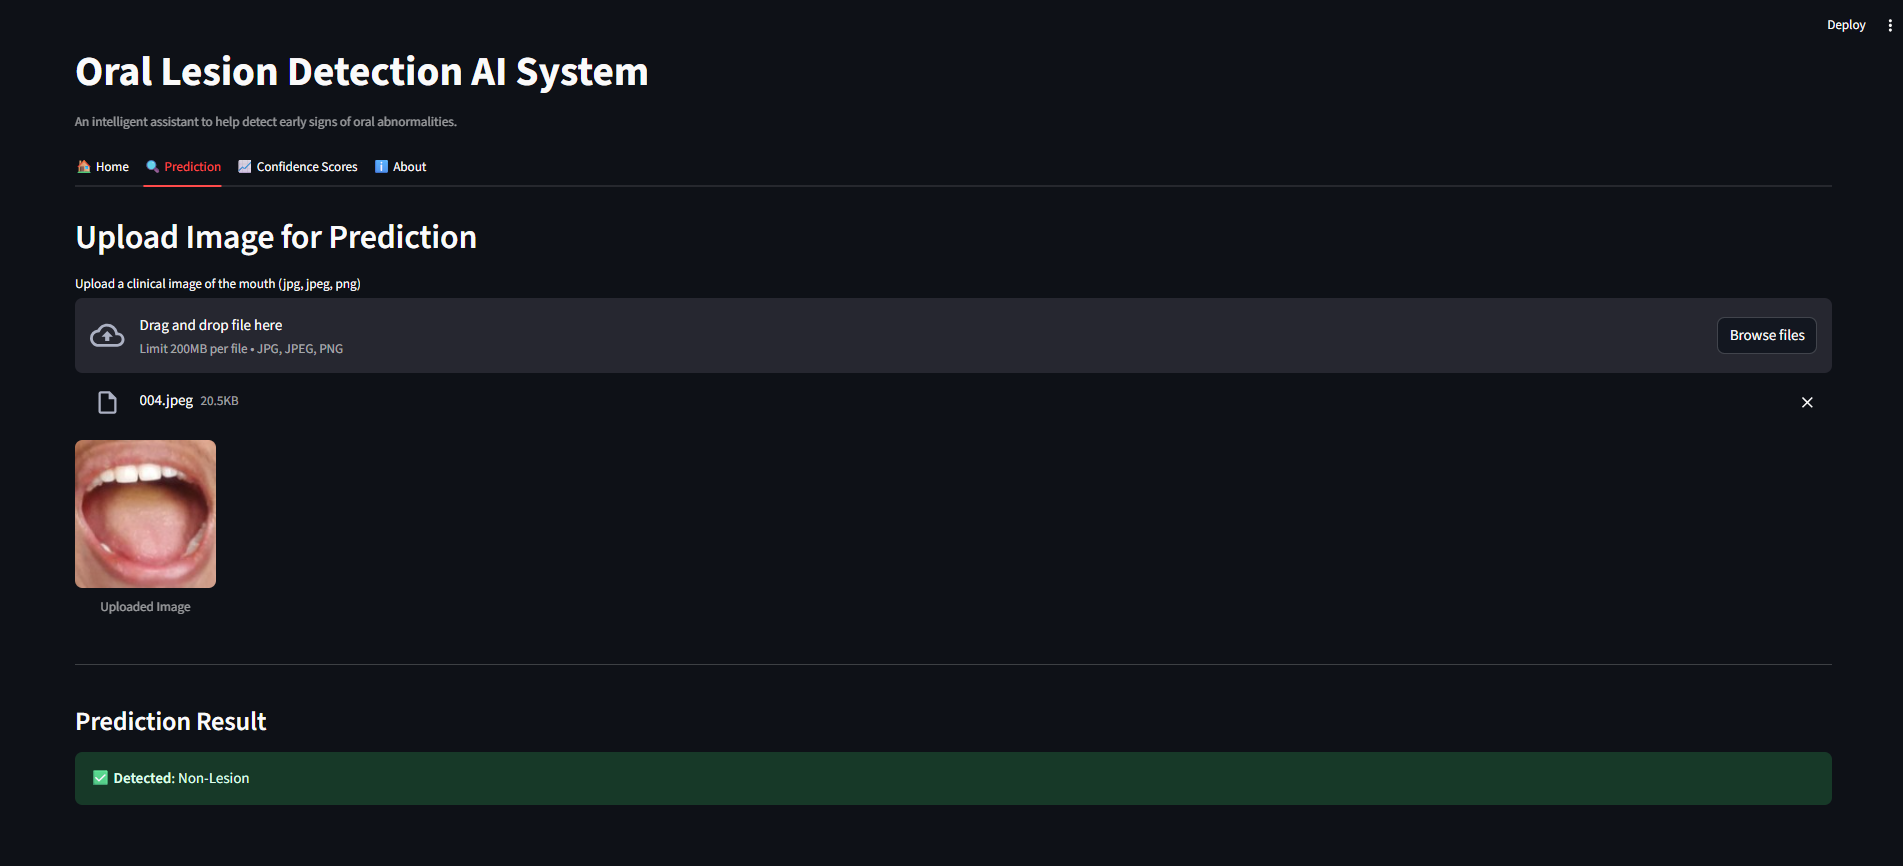 Deploy
Oral Lesion Detection AI System
An intelligent assistant to help detect early signs of oral abnormalities.
Home Prediction Confidence Scores About
Upload Image for Prediction
Upload a clinical image of the mouth (jpg, jpeg, png)
Drag and drop file here
Limit 200MB per file • JPG, JPEG, PNG
Browse files
004.jpeg 20.5KB
Uploaded Image
Prediction Result
Detected: Non-Lesion